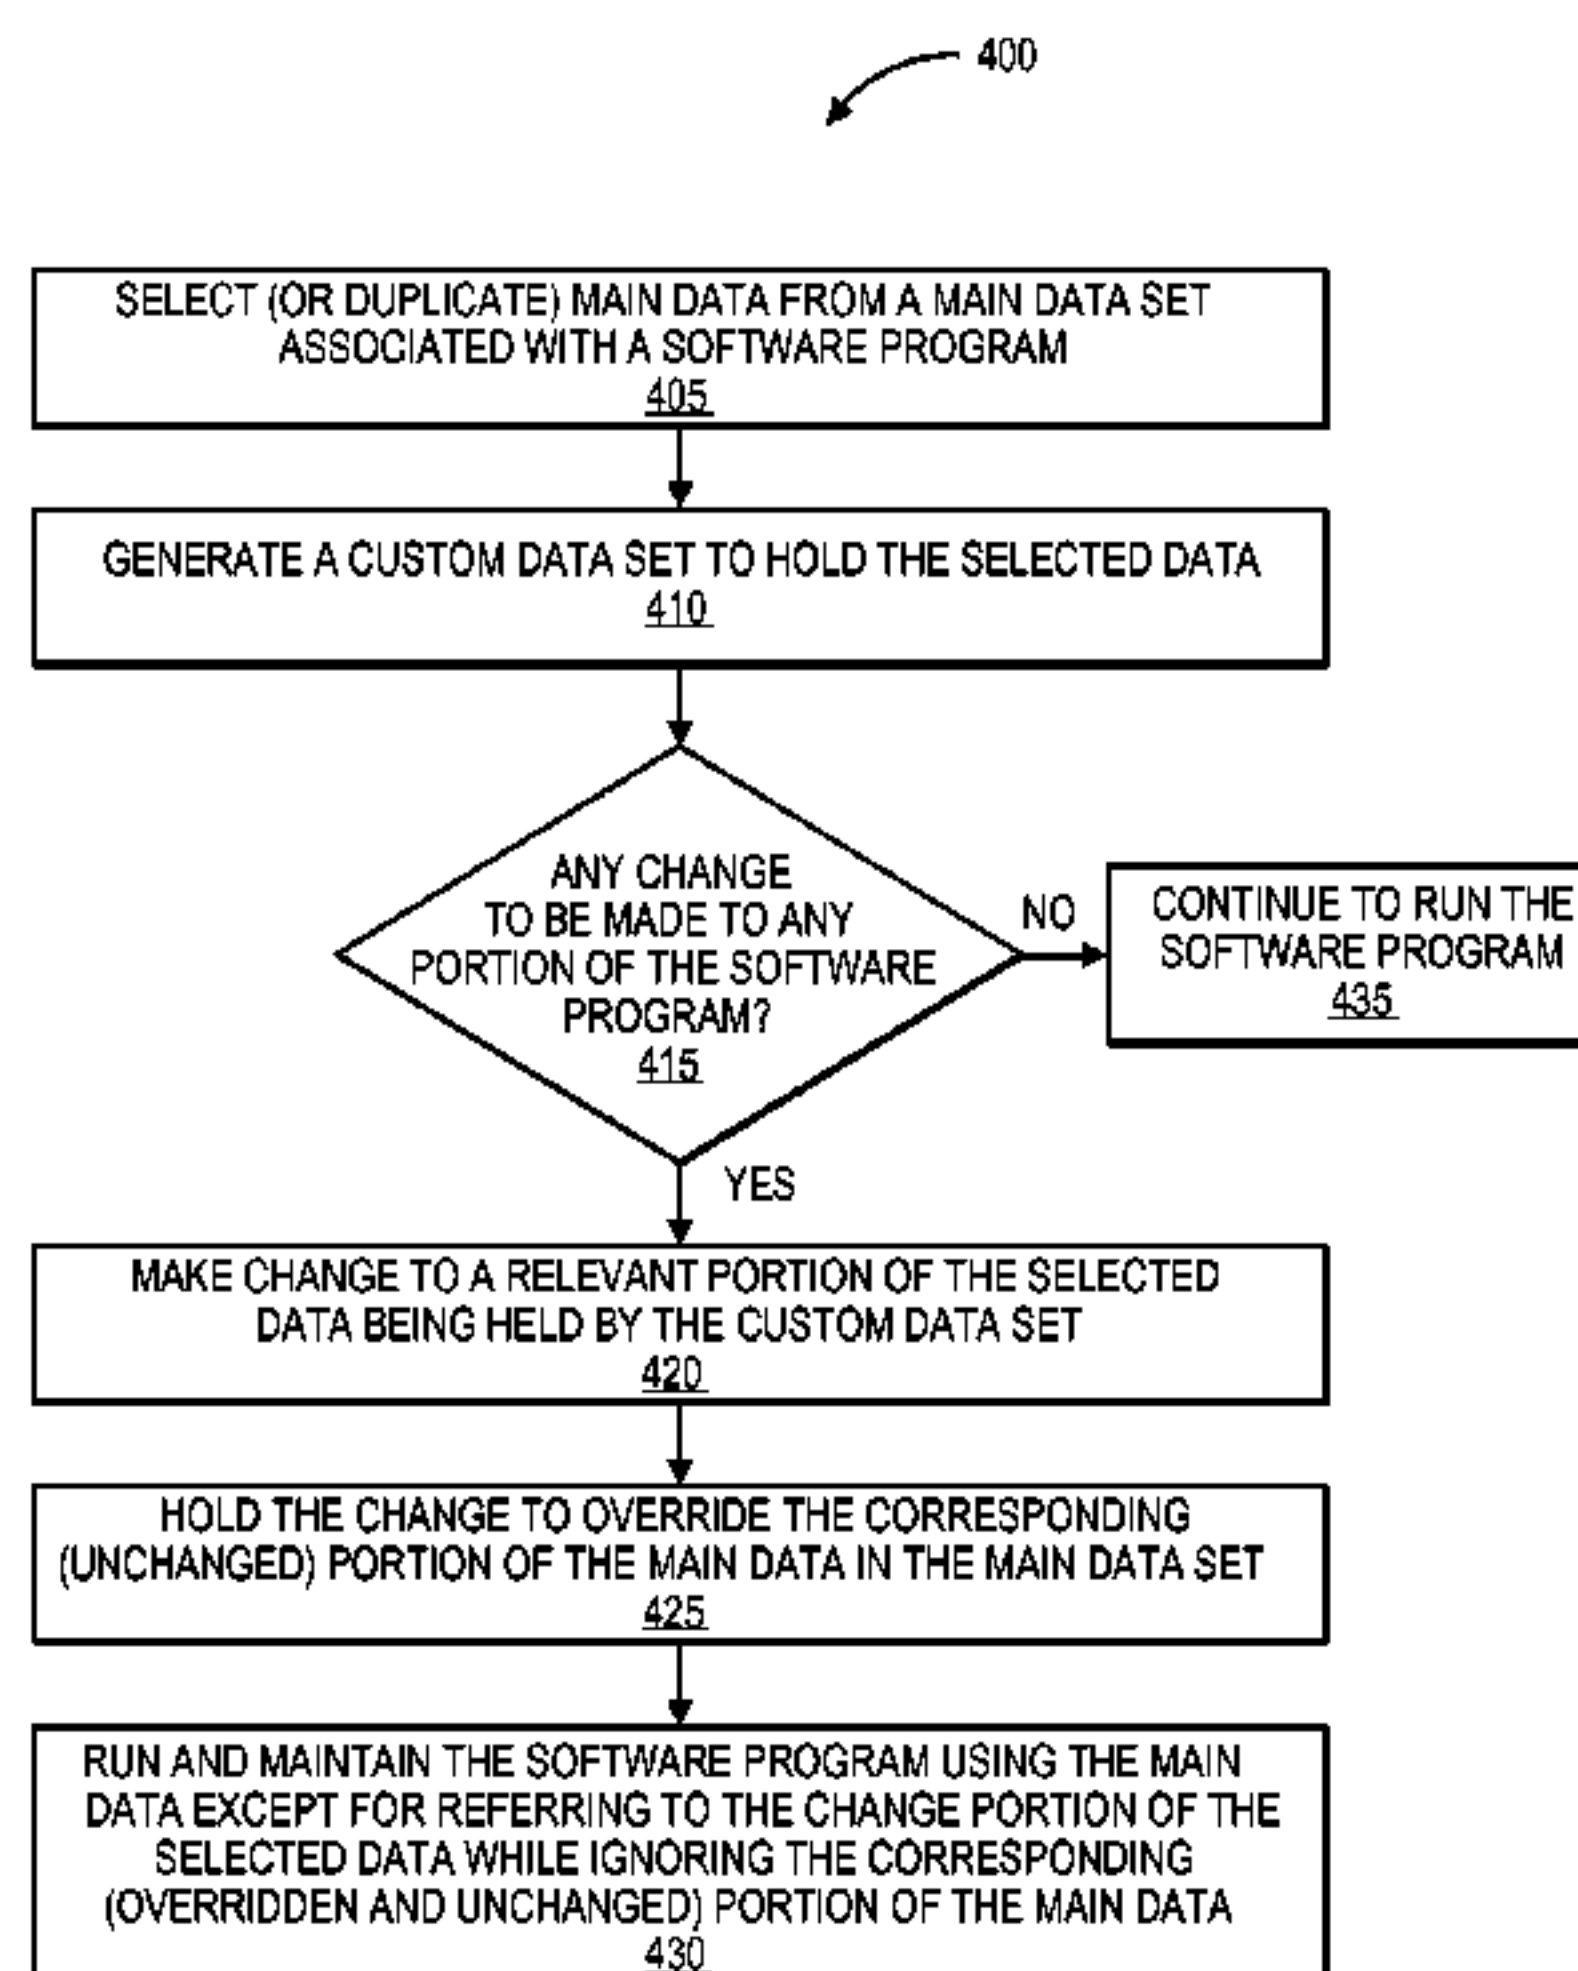 400
SELECT (OR DUPLICATE) MAIN DATA FROM A MAIN DATA SET
ASSOCIATED WITH A SOFTWARE PROGRAM
405
GENERATE A CUSTOM DATA SET TO HOLD THE SELECTED DATA
410
ANY CHANGE
TO BE MADE TO ANY
PORTION OF THE SOFTWARE
PROGRAM?
415
NO
CONTINUE TO RUN THE
SOFTWARE PROGRAM
435
YES
MAKE CHANGE TO A RELEVANT PORTION OF THE SELECTED
DATA BEING HELD BY THE CUSTOM DATA SET
420
HOLD THE CHANGE TO OVERRIDE THE CORRESPONDING
(UNCHANGED) PORTION OF THE MAIN DATA IN THE MAIN DATA SET
425
RUN AND MAINTAIN THE SOFTWARE PROGRAM USING THE MAIN
DATA EXCEPT FOR REFERRING TO THE CHANGE PORTION OF THE
SELECTED DATA WHILE IGNORING THE CORRESPONDING
(OVERRIDDEN AND UNCHANGED) PORTION OF THE MAIN DATA
430